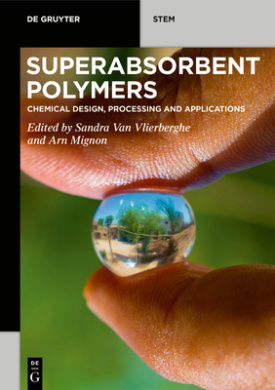 DE GRUYTER
STEM
SUPERABSORBENT
POLYMERS
CHEMICAL DESIGN, PROCESSING AND APPLICATIONS
Edited by Sandra Van Vlierberghe
and Arn Mignon
DE
G